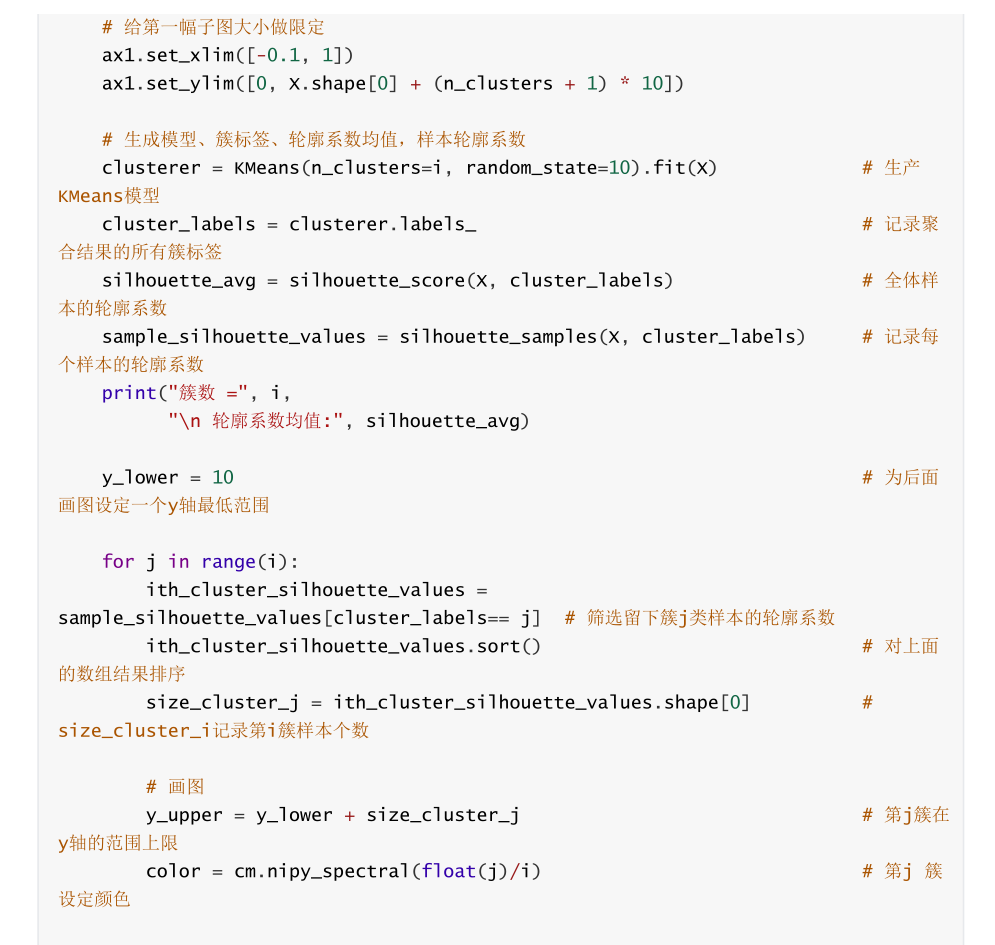 # 给第一幅子图大小做限定
ax1.set_xlim([-0.1, 1])
ax1.set_ylim([0, X.shape[0] + (n_clusters + 1) * 10])
# 生成模型、簇标签、轮廓系数均值，样本轮廓系数
clusterer = KMeans(n_clusters=i, random_state=10).fit(X) # 生产
KMeans模型
cluster_labels = clusterer.labels_ # 记录聚
合结果的所有簇标签
silhouette_avg = silhouette_score(X, cluster_labels) # 全体样
本的轮廓系数
sample_silhouette_values = silhouette_samples(X, cluster_labels) # 记录每
个样本的轮廓系数
print("簇数 =", i,
"\n 轮廓系数均值:", silhouette_avg)
y_lower = 10 # 为后面
画图设定一个y轴最低范围
for j in range(i):
ith_cluster_silhouette_values =
sample_silhouette_values[cluster_labels== j] # 筛选留下簇j类样本的轮廓系数
ith_cluster_silhouette_values.sort() # 对上面
的数组结果排序
size_cluster_j = ith_cluster_silhouette_values.shape[0] #
size_cluster_i记录第i簇样本个数
# 画图
y_upper = y_lower + size_cluster_j # 第j簇在
y轴的范围上限
color = cm.nipy_spectral(float(j)/i) # 第j 簇
设定颜色